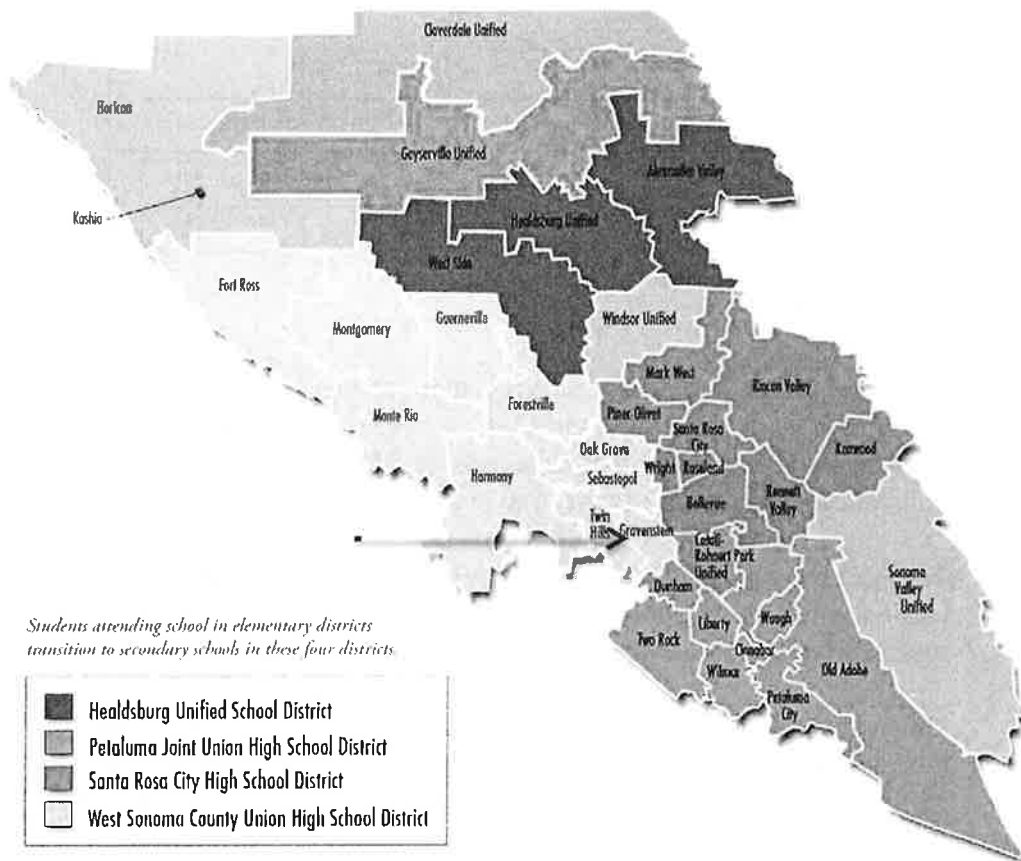 Cloverdale Unified
Horicon
Geyserville Unified
Alexander Valley
Kashia
Healdsburg Unified
West Side
Fort Ross
Guerneville
Windsor Unified
Montgomery
Mark West
Rincon Valley
Monte Rio
Forestville
Piner Olivet
Santa Rosa
City
Kenwood
Oak Grove
Harmony
Wright
Roseland
Sebastopol
Bennett
Valley
Bellevue
Twin
Hills
Gravenstein
Cotati-
Rohnert Park
Unified
Sonoma
Valley
Unified
Dunham
Waugh
Liberty
Two Rock
Cinnabar
Old Adobe
Wilmar
Petaluma
City
Students attending school in elementary districts
transition to secondary schools in these four districts
Healdsburg Unified School District
Petaluma Joint Union High School District
Santa Rosa City High School District
West Sonoma County Union High School District